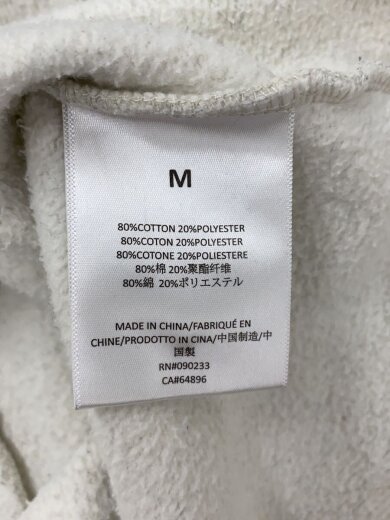 M
80%COTTON 20%POLYESTER
80%COTON 20%POLYESTER
80%COTONE 20%POLIESTERE
80%棉 20%聚酯纤维
80%綿 20%ポリエステル
MADE IN CHINA/FABRIQUÉ EN
CHINE/PRODOTTO IN CINA/中国制造/中
国製
RN#090233
CA#64896